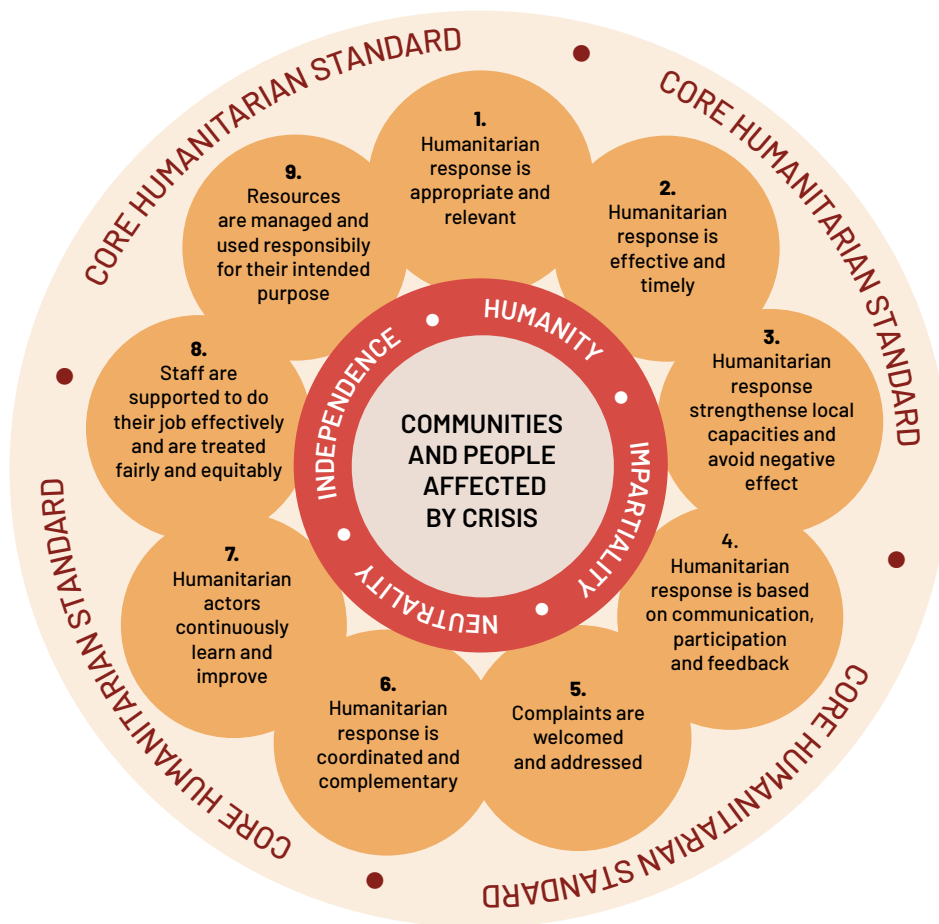 CORE HUMANITARIAN STANDARD
CORE HUMANITARIAN STANDARD
CORE HUMANITARIAN STANDARD
CORE HUMANITARIAN STANDARD
CORE HUMANITARIAN STANDARD
1.
Humanitarian
response is
appropriate and
relevant
2.
Humanitarian
response is
effective and
timely
3.
Humanitarian
response
strengthense local
capacities and
avoid negative
effect
4.
Humanitarian
response is based
on communication,
participation
and feedback
5.
Complaints are
welcomed
and addressed
6.
Humanitarian
response is
coordinated and
complementary
7.
Humanitarian
actors
continuously
learn and
improve
8.
Staff are
supported to do
their job effectively
and are treated
fairly and equitably
9.
Resources
are managed and
used responsibily
for their intended
purpose
HUMANITY
IMPARTIALITY
NEUTRALITY
INDEPENDENCE
COMMUNITIES
AND PEOPLE
AFFECTED
BY CRISIS